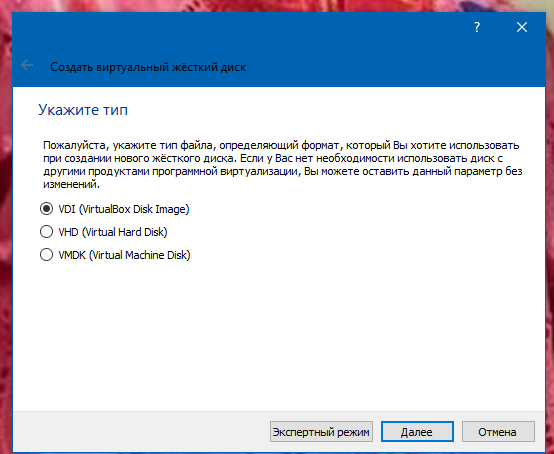 ?
Создать виртуальный жёсткий диск
Укажите тип
Пожалуйста, укажите тип файла, определяющий формат, который Вы хотите использовать
при создании нового жёсткого диска. Если у Вас нет необходимости использовать диск с
другими продуктами программной виртуализации, Вы можете оставить данный параметр без
изменений.
VDI (VirtualBox Disk Image)
VHD (Virtual Hard Disk)
VMDK (Virtual Machine Disk)
Экспертный режим Далее Отмена